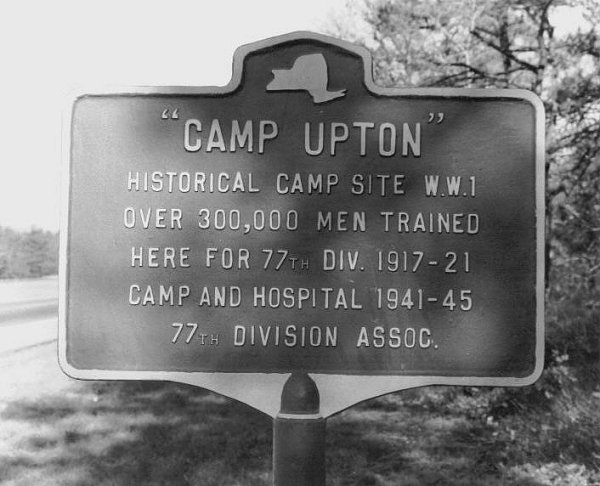 "CAMP UPTON"
HISTORICAL CAMP SITE W.W.1
OVER 300,000 MEN TRAINED
HERE FOR 77TH DIV. 1917-21
CAMP AND HOSPITAL 1941-45
77TH DIVISION ASSOC.